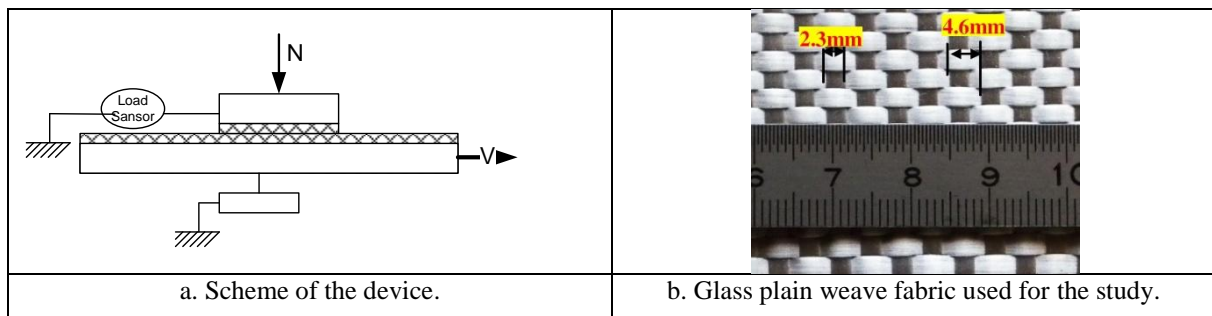 N
Load
Sansor
V
a. Scheme of the device.
2.3mm
4.6mm
6 7 8 9 10
b. Glass plain weave fabric used for the study.